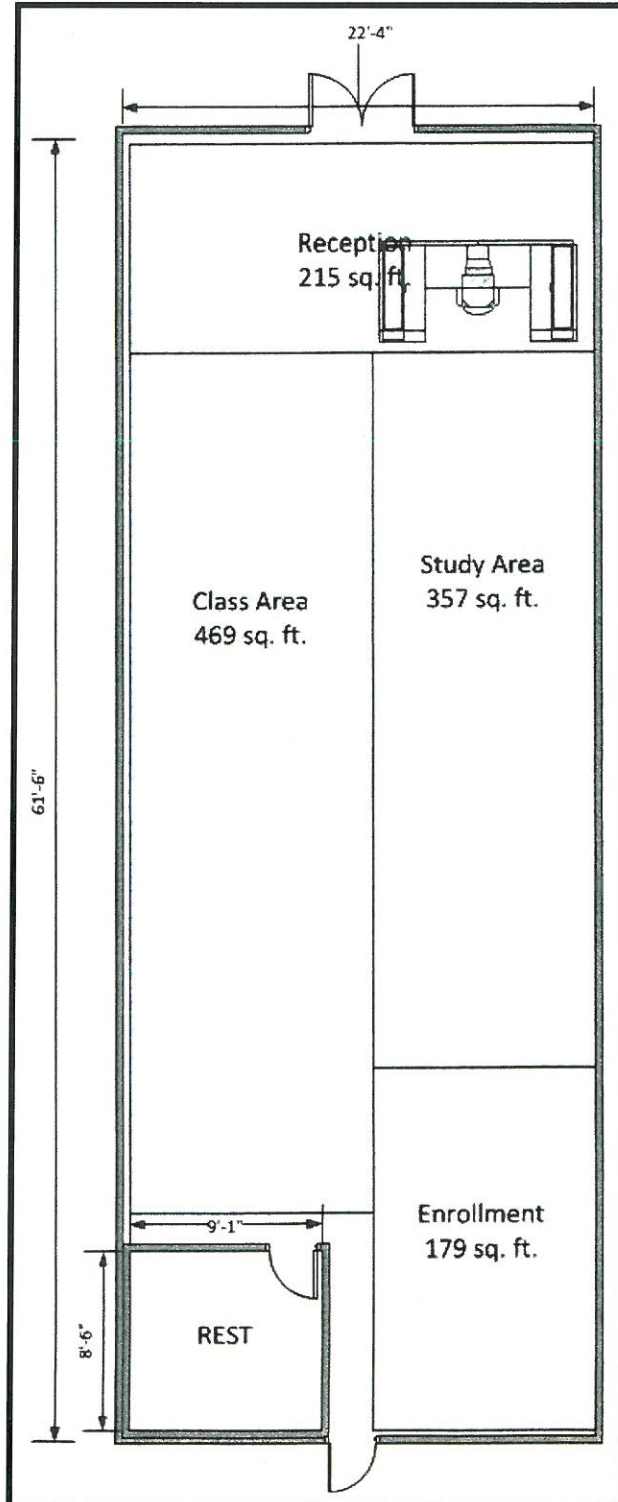 22'-4"
Reception
215 sq. ft.
Study Area
357 sq. ft.
Class Area
469 sq. ft.
61'-6"
Enrollment
179 sq. ft.
9'-1"
8'-6"
REST